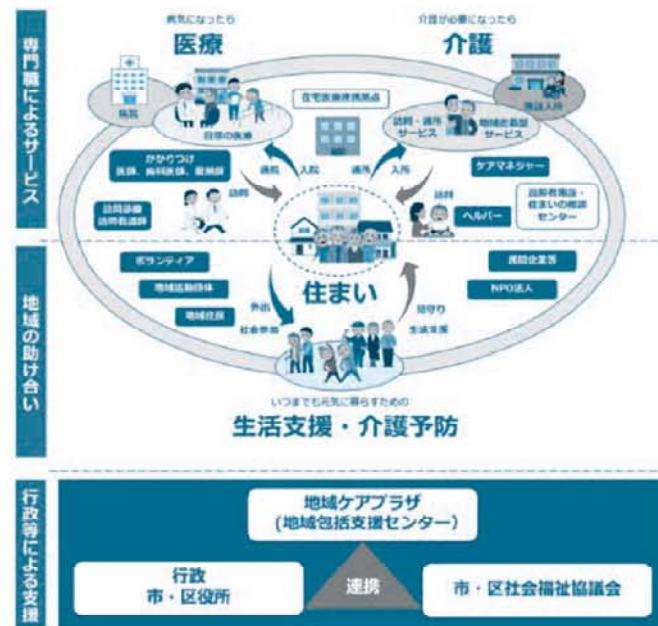 専門職によるサービス
病気になったら
医療
介護が必要になったら
介護
病院
日常の医療
在宅医療連携拠点
訪問・通所
サービス
地域密着型
サービス
施設入所
かかりつけ
医師、歯科医師、薬剤師
通院
入院
通所
入所
ケアマネジャー
訪問
訪問
訪問診療
訪問看護師
ヘルパー
高齢者施設・
住まいの相談
センター
地域の助け合い
ボランティア
地域活動団体
地域住民
住まい
民間企業等
NPO法人
外出
社会参加
見守り
生活支援
いつまでも元気に暮らすための
生活支援・介護予防
行政等による支援
地域ケアプラザ
(地域包括支援センター)
行政
市・区役所
連携
市・区社会福祉協議会